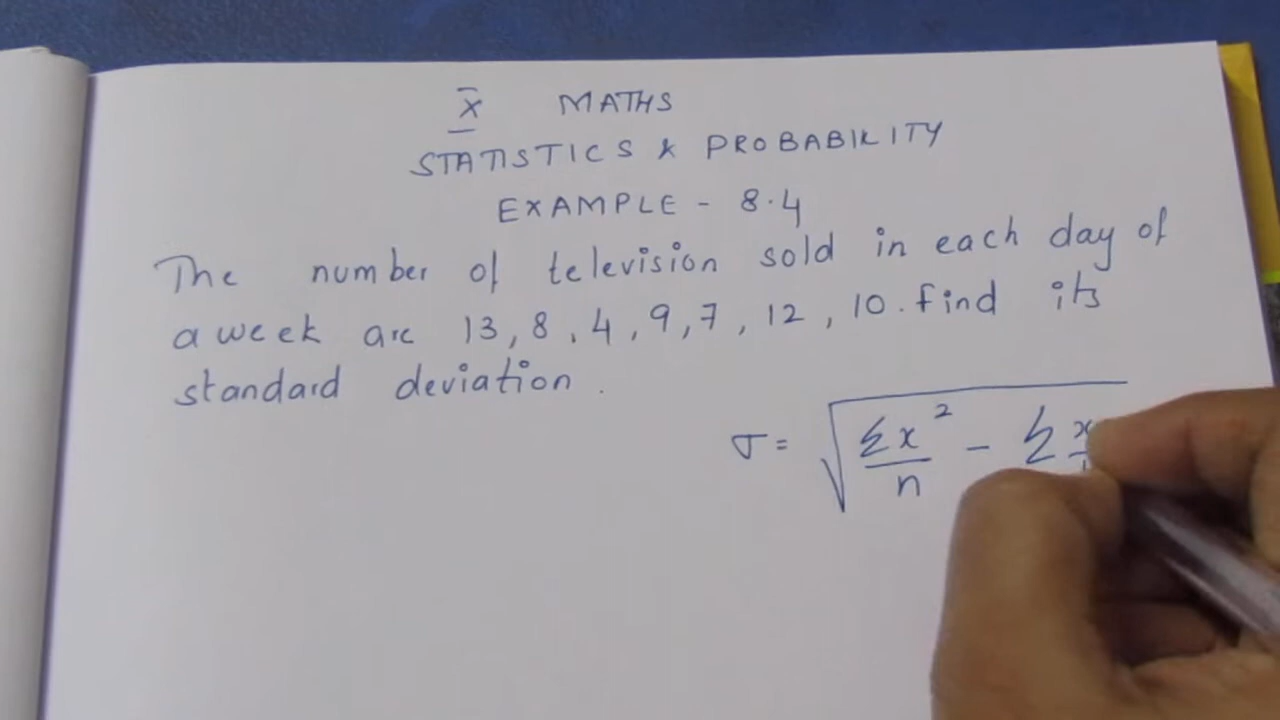 X MATHS
STATISTICS & PROBABILITY
EXAMPLE - 8.4
The number of television sold in each day of
a week are 13, 8, 4, 9, 7, 12, 10. find its
standard deviation.
σ = √ Σx² / n - Σ x